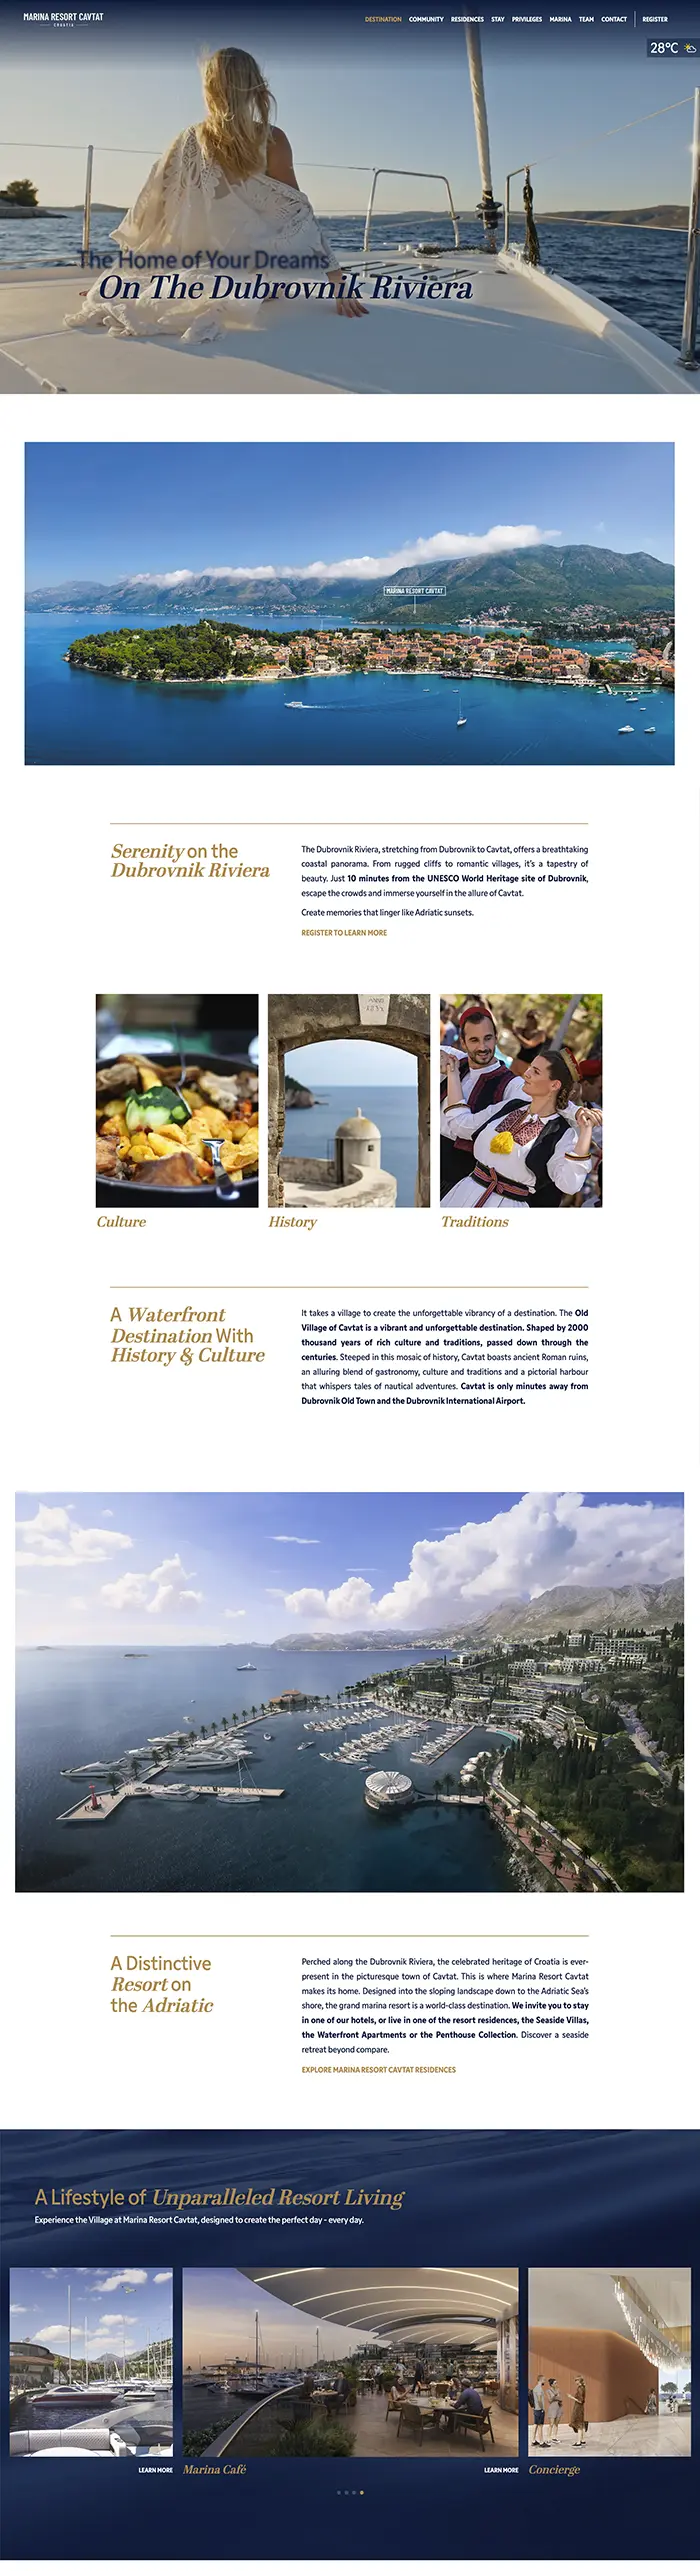 MARINA RESORT CAVTAT
CROATIA
DESTINATION COMMUNITY RESIDENCES STAY PRIVILEGES MARINA TEAM CONTACT REGISTER
28°C
The Home of Your Dreams
On The Dubrovnik Riviera
MARINA RESORT CAVTAT
Serenity on the
Dubrovnik Riviera
The Dubrovnik Riviera, stretching from Dubrovnik to Cavtat, offers a breathtaking
coastal panorama. From rugged cliffs to romantic villages, it's a tapestry of
beauty. Just 10 minutes from the UNESCO World Heritage site of Dubrovnik,
escape the crowds and immerse yourself in the allure of Cavtat.
Create memories that linger like Adriatic sunsets.
REGISTER TO LEARN MORE
Culture
History
Traditions
A Waterfront
Destination With
History & Culture
It takes a village to create the unforgettable vibrancy of a destination. The Old
Village of Cavtat is a vibrant and unforgettable destination. Shaped by 2000
thousand years of rich culture and traditions, passed down through the
centuries. Steeped in this mosaic of history, Cavtat boasts ancient Roman ruins,
an alluring blend of gastronomy, culture and traditions and a pictorial harbour
that whispers tales of nautical adventures. Cavtat is only minutes away from
Dubrovnik Old Town and the Dubrovnik International Airport.
A Distinctive
Resort on
the Adriatic
Perched along the Dubrovnik Riviera, the celebrated heritage of Croatia is ever-
present in the picturesque town of Cavtat. This is where Marina Resort Cavtat
makes its home. Designed into the sloping landscape down to the Adriatic Sea's
shore, the grand marina resort is a world-class destination. We invite you to stay
in one of our hotels, or live in one of the resort residences, the Seaside Villas,
the Waterfront Apartments or the Penthouse Collection. Discover a seaside
retreat beyond compare.
EXPLORE MARINA RESORT CAVTAT RESIDENCES
A Lifestyle of Unparalleled Resort Living
Experience the Village at Marina Resort Cavtat, designed to create the perfect day - every day.
LEARN MORE
Marina Café
LEARN MORE
Concierge